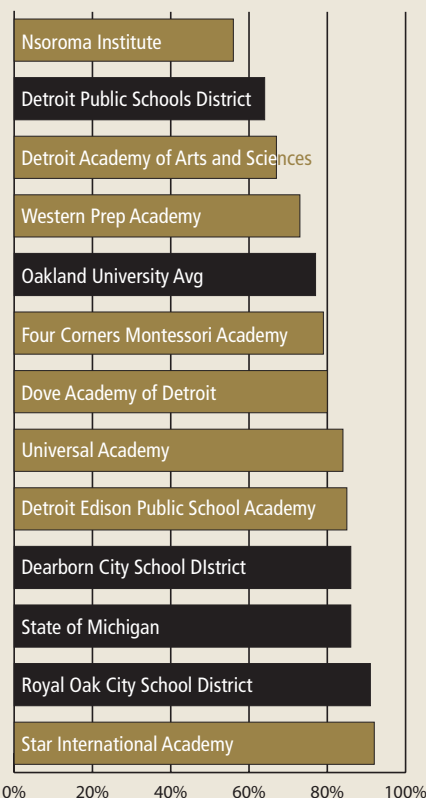 Nsoroma Institute
Detroit Public Schools District
Detroit Academy of Arts and Sciences
Western Prep Academy
Oakland University Avg
Four Corners Montessori Academy
Dove Academy of Detroit
Universal Academy
Detroit Edison Public School Academy
Dearborn City School DIstrict
State of Michigan
Royal Oak City School District
Star International Academy
0% 20% 40% 60% 80% 100%